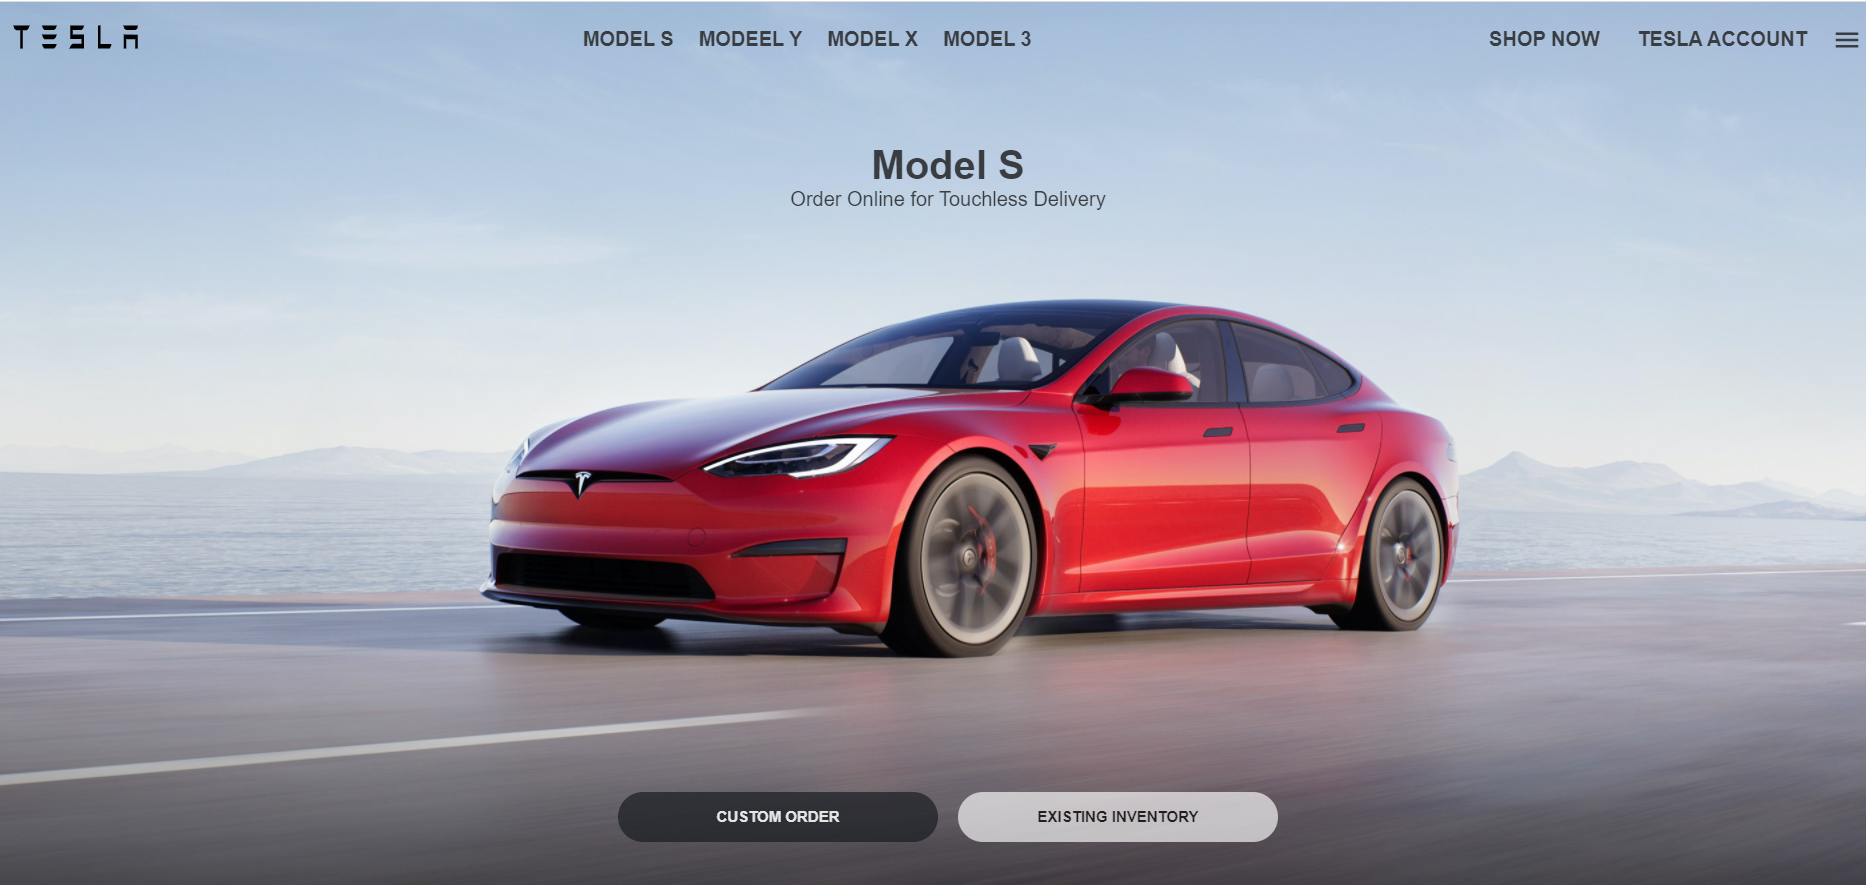 TESLA
MODEL S MODEEL Y MODEL X MODEL 3
SHOP NOW TESLA ACCOUNT
Model S
Order Online for Touchless Delivery
CUSTOM ORDER
EXISTING INVENTORY